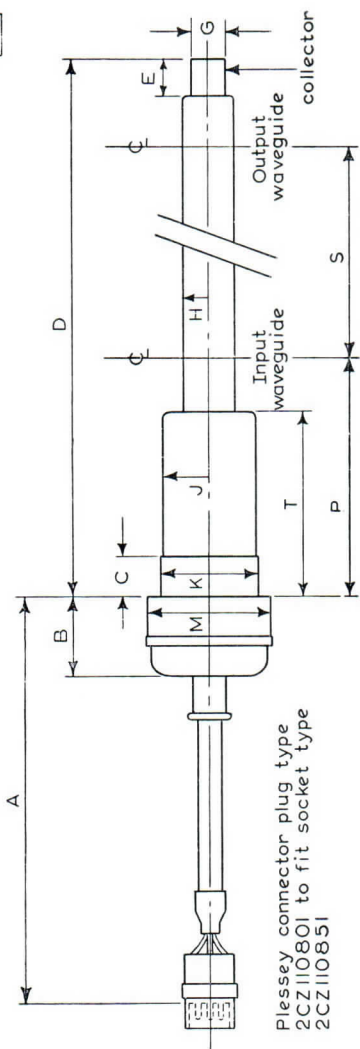 A
B
C
D
E
G
H
J
K
M
T
P
S
C
L
Input
waveguide
C
L
Output
waveguide
collector
Plessey connector plug type
2CZ110801 to fit socket type
2CZ110851